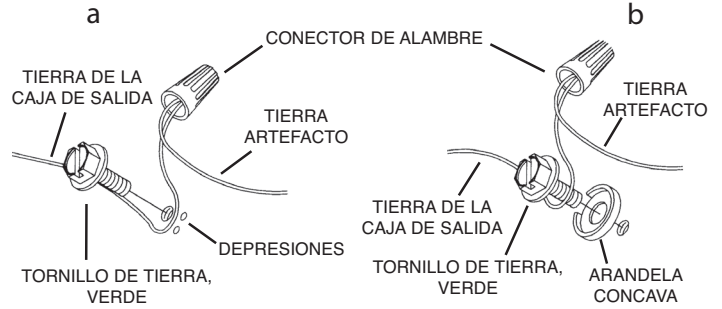 a
b
CONECTOR DE ALAMBRE
TIERRA DE LA
CAJA DE SALIDA
TIERRA
ARTEFACTO
DEPRESIONES
TORNILLO DE TIERRA,
VERDE
TIERRA
ARTEFACTO
TIERRA DE LA
CAJA DE SALIDA
TORNILLO DE TIERRA,
VERDE
ARANDELA
CONCAVA